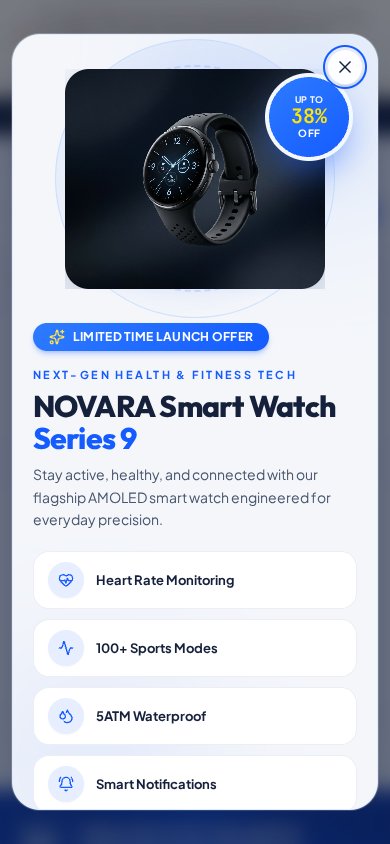 UP TO
38%
OFF
LIMITED TIME LAUNCH OFFER
NEXT-GEN HEALTH & FITNESS TECH
NOVARA Smart Watch
Series 9
Stay active, healthy, and connected with our
flagship AMOLED smart watch engineered for
everyday precision.
Heart Rate Monitoring
100+ Sports Modes
5ATM Waterproof
Smart Notifications